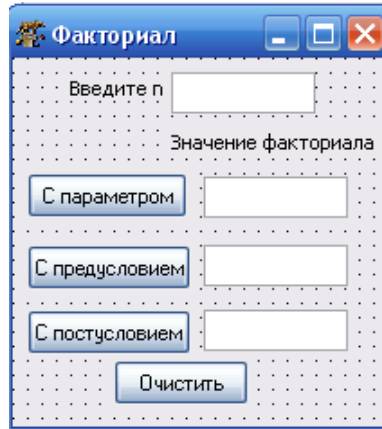 Факториал
Введите n
Значение факториала
С параметром
С предусловием
С постусловием
Очистить